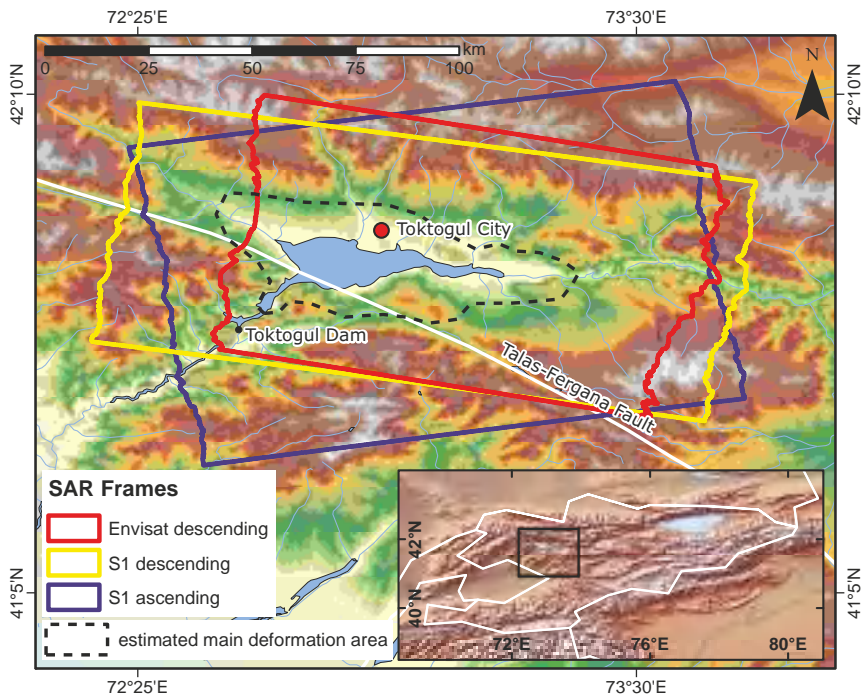 72°25'E 73°30'E
km
0 25 50 75 100
N
42°10'N
42°10'N
Toktogul City
Toktogul Dam
Talas-Fergana Fault
SAR Frames
Envisat descending
S1 descending
S1 ascending
estimated main deformation area
42°N
40°N
72°E 76°E 80°E
41°5'N
41°5'N
72°25'E 73°30'E